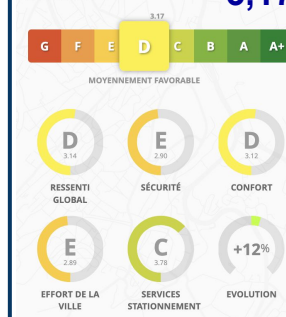 3,17
G F E D C B A A+
MOYENNEMENT FAVORABLE
D
3.14
RESSENTI
GLOBAL
E
2.90
SÉCURITÉ
D
3.12
CONFORT
E
2.89
EFFORT DE LA
VILLE
C
3.78
SERVICES
STATIONNEMENT
+12%
EVOLUTION